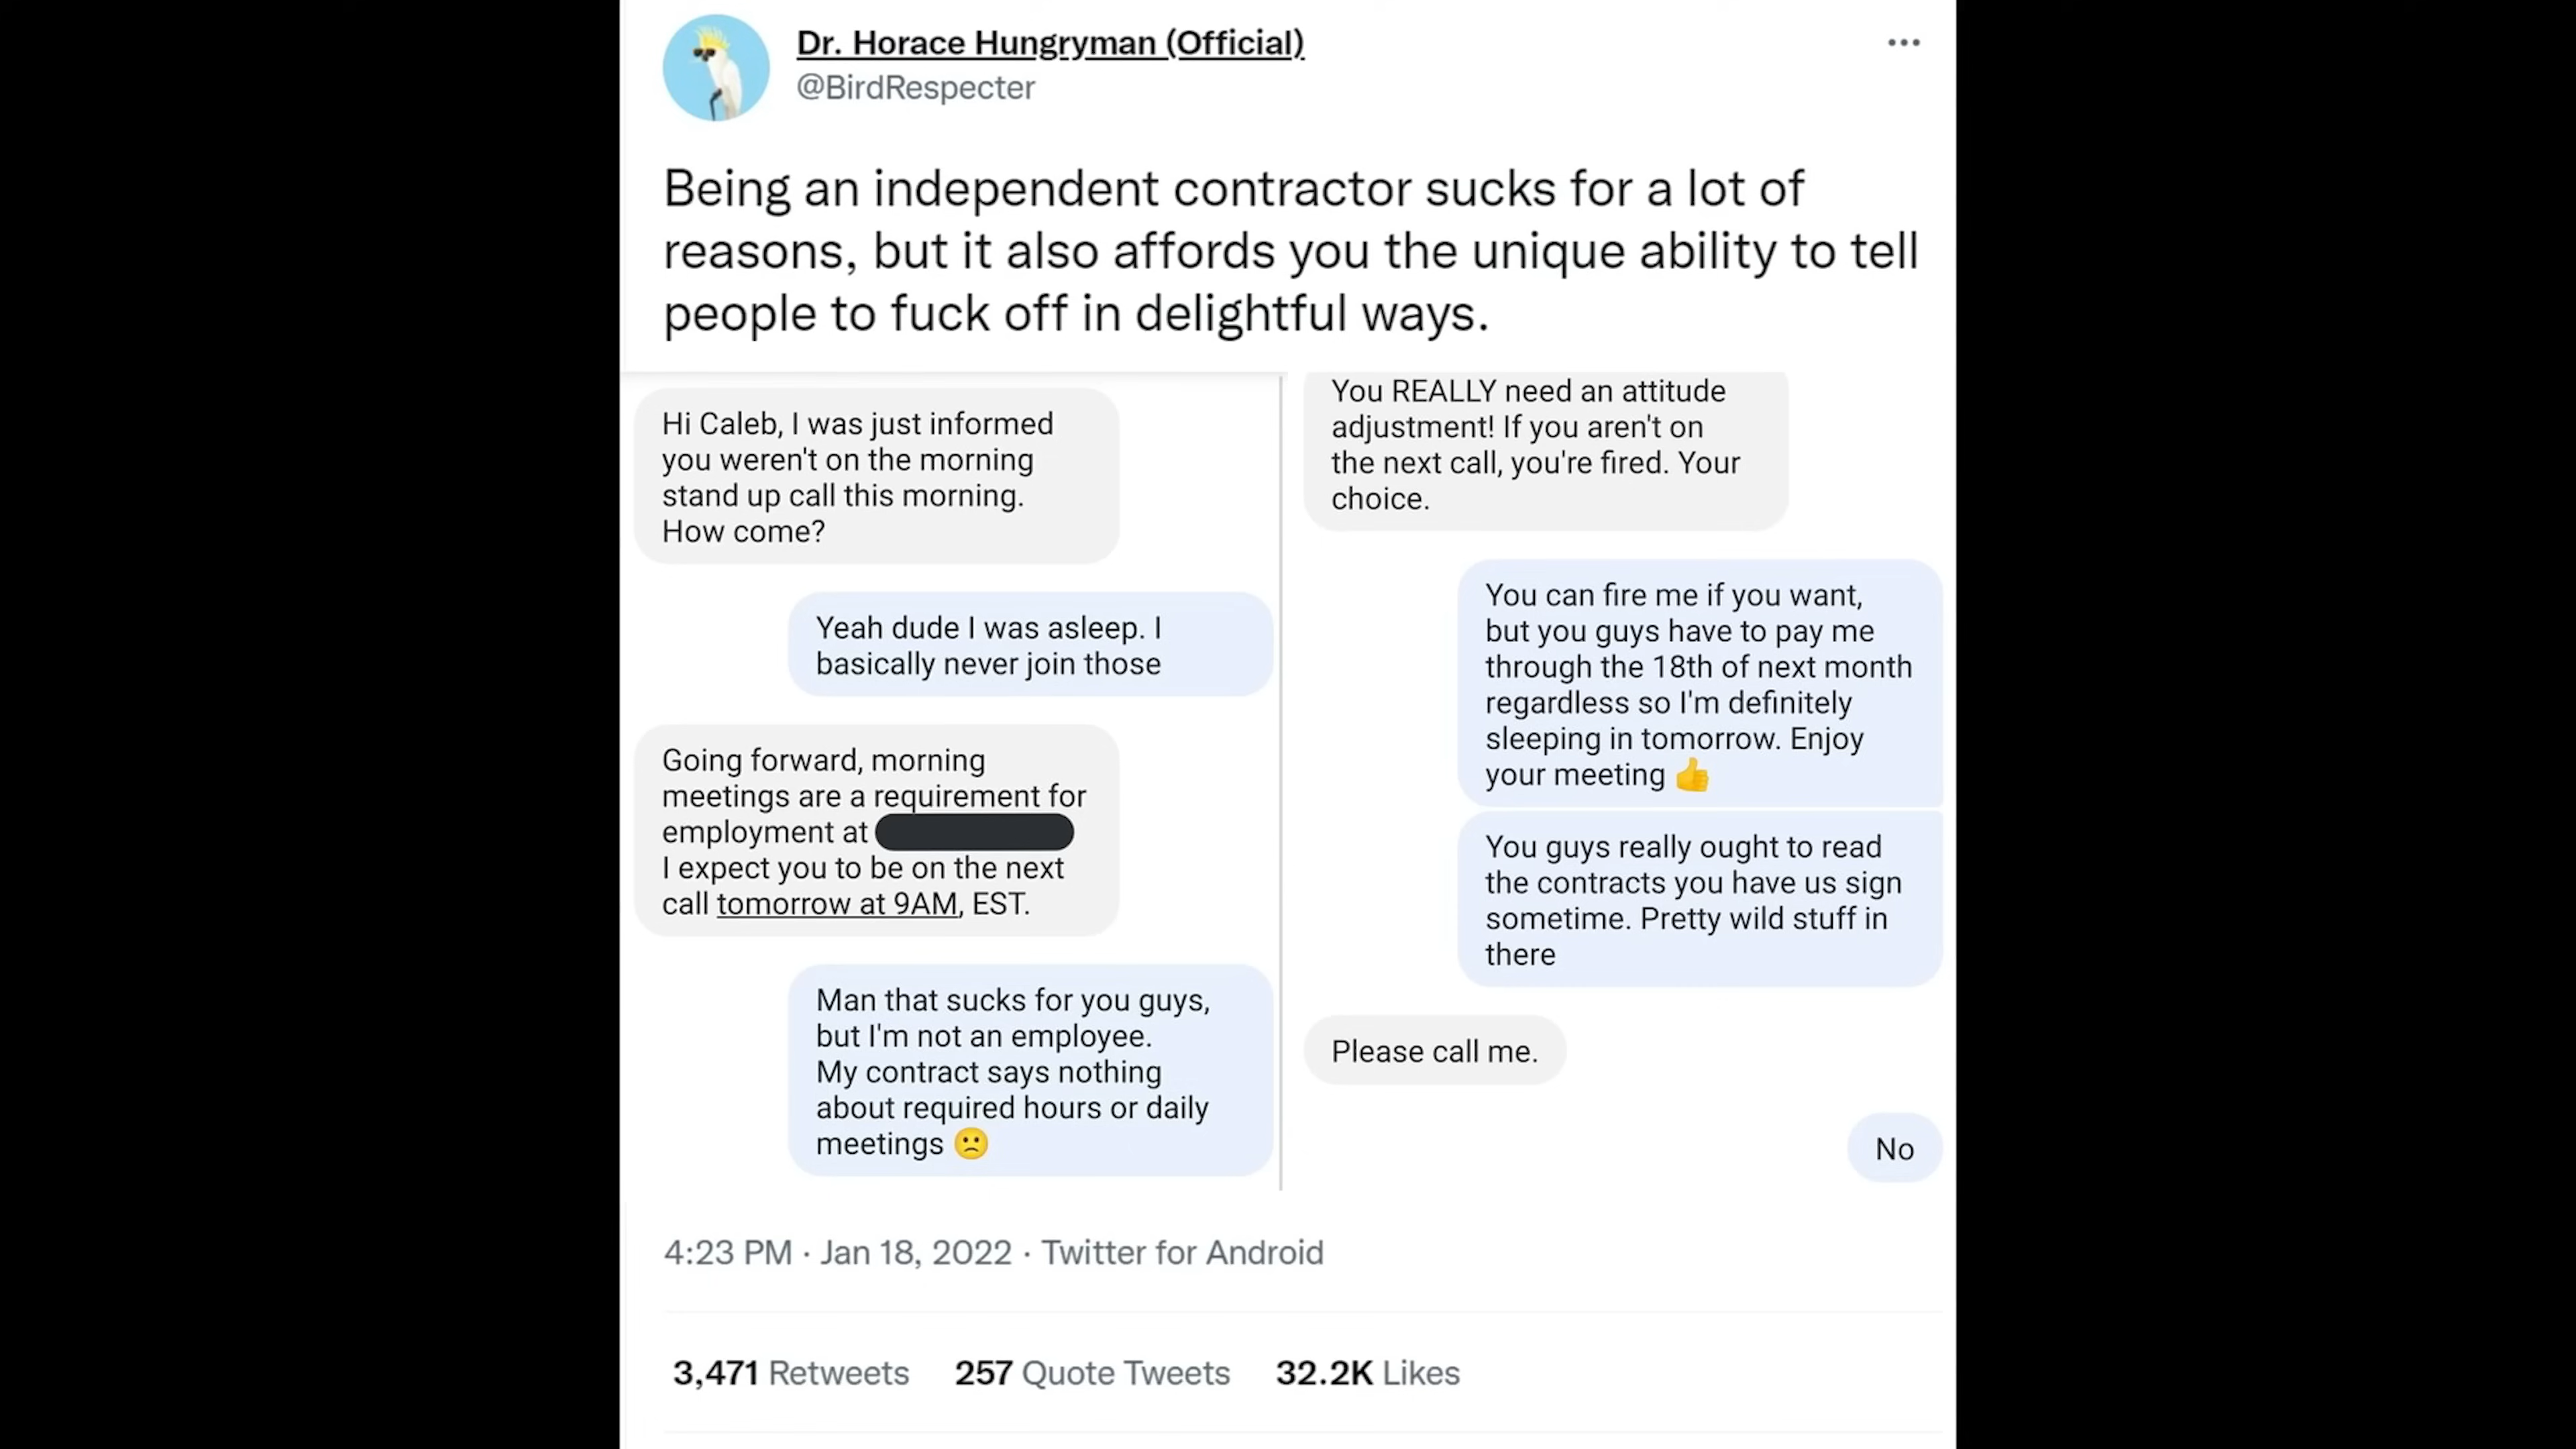 Dr. Horace Hungryman (Official)
@BirdRespecter
Being an independent contractor sucks for a lot of
reasons, but it also affords you the unique ability to tell
people to fuck off in delightful ways.
Hi Caleb, I was just informed
you weren't on the morning
stand up call this morning.
How come?
Yeah dude I was asleep. I
basically never join those
Going forward, morning
meetings are a requirement for
employment at
I expect you to be on the next
call tomorrow at 9AM, EST.
Man that sucks for you guys,
but I'm not an employee.
My contract says nothing
about required hours or daily
meetings 🙁
You REALLY need an attitude
adjustment! If you aren't on
the next call, you're fired. Your
choice.
You can fire me if you want,
but you guys have to pay me
through the 18th of next month
regardless so I'm definitely
sleeping in tomorrow. Enjoy
your meeting 👍
You guys really ought to read
the contracts you have us sign
sometime. Pretty wild stuff in
there
Please call me.
No
4:23 PM · Jan 18, 2022 · Twitter for Android
3,471 Retweets 257 Quote Tweets 32.2K Likes